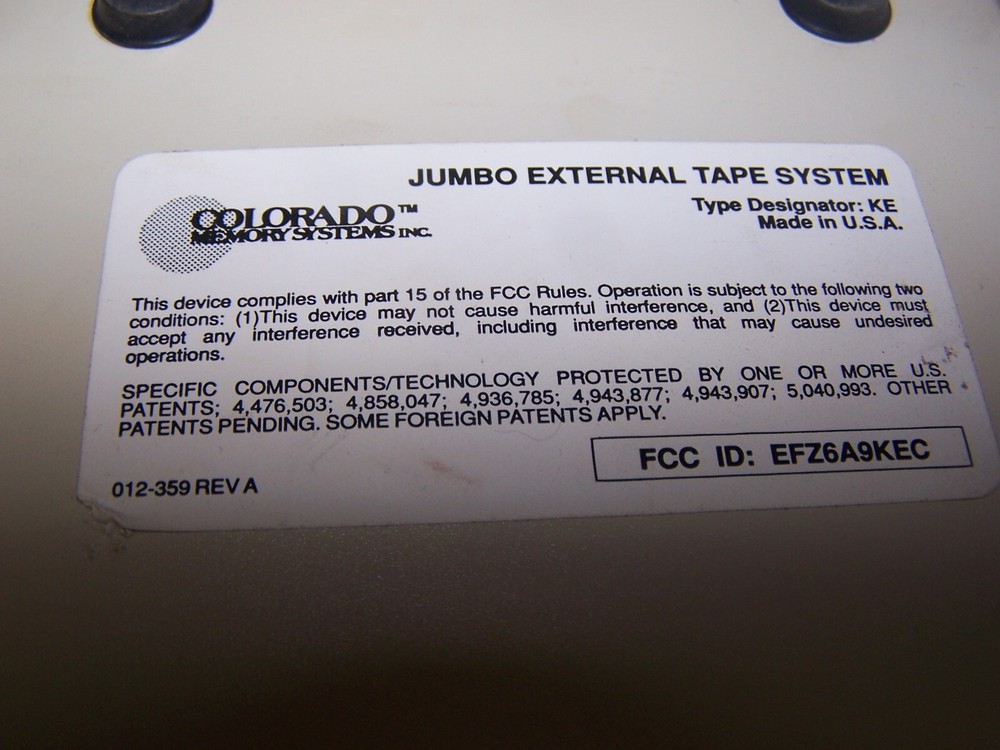 JUMBO EXTERNAL TAPE SYSTEM
COLORADO™
MEMORY SYSTEMS INC.
Type Designator: KE
Made in U.S.A.
This device complies with part 15 of the FCC Rules. Operation is subject to the following two
conditions: (1)This device may not cause harmful interference, and (2)This device must
accept any interference received, including interference that may cause undesired
operations.
SPECIFIC COMPONENTS/TECHNOLOGY PROTECTED BY ONE OR MORE U.S.
PATENTS; 4,476,503; 4,858,047; 4,936,785; 4,943,877; 4,943,907; 5,040,993. OTHER
PATENTS PENDING. SOME FOREIGN PATENTS APPLY.
FCC ID: EFZ6A9KEC
012-359 REV A